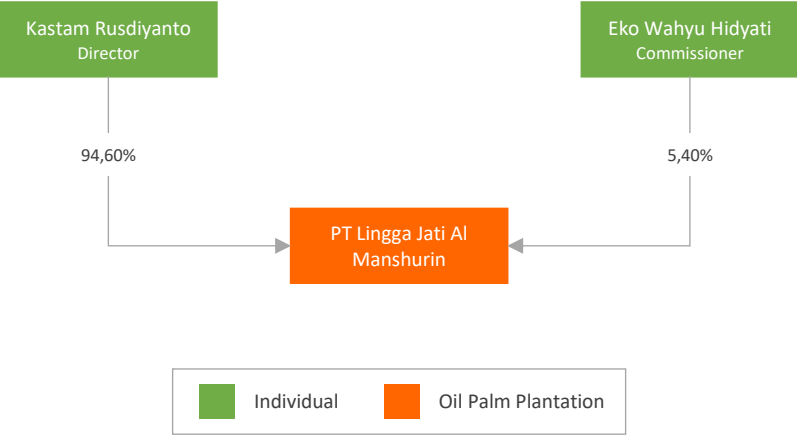 Kastam Rusdiyanto
Director
Eko Wahyu Hidyati
Commissioner
94,60%
5,40%
PT Lingga Jati Al
Manshurin
Individual
Oil Palm Plantation